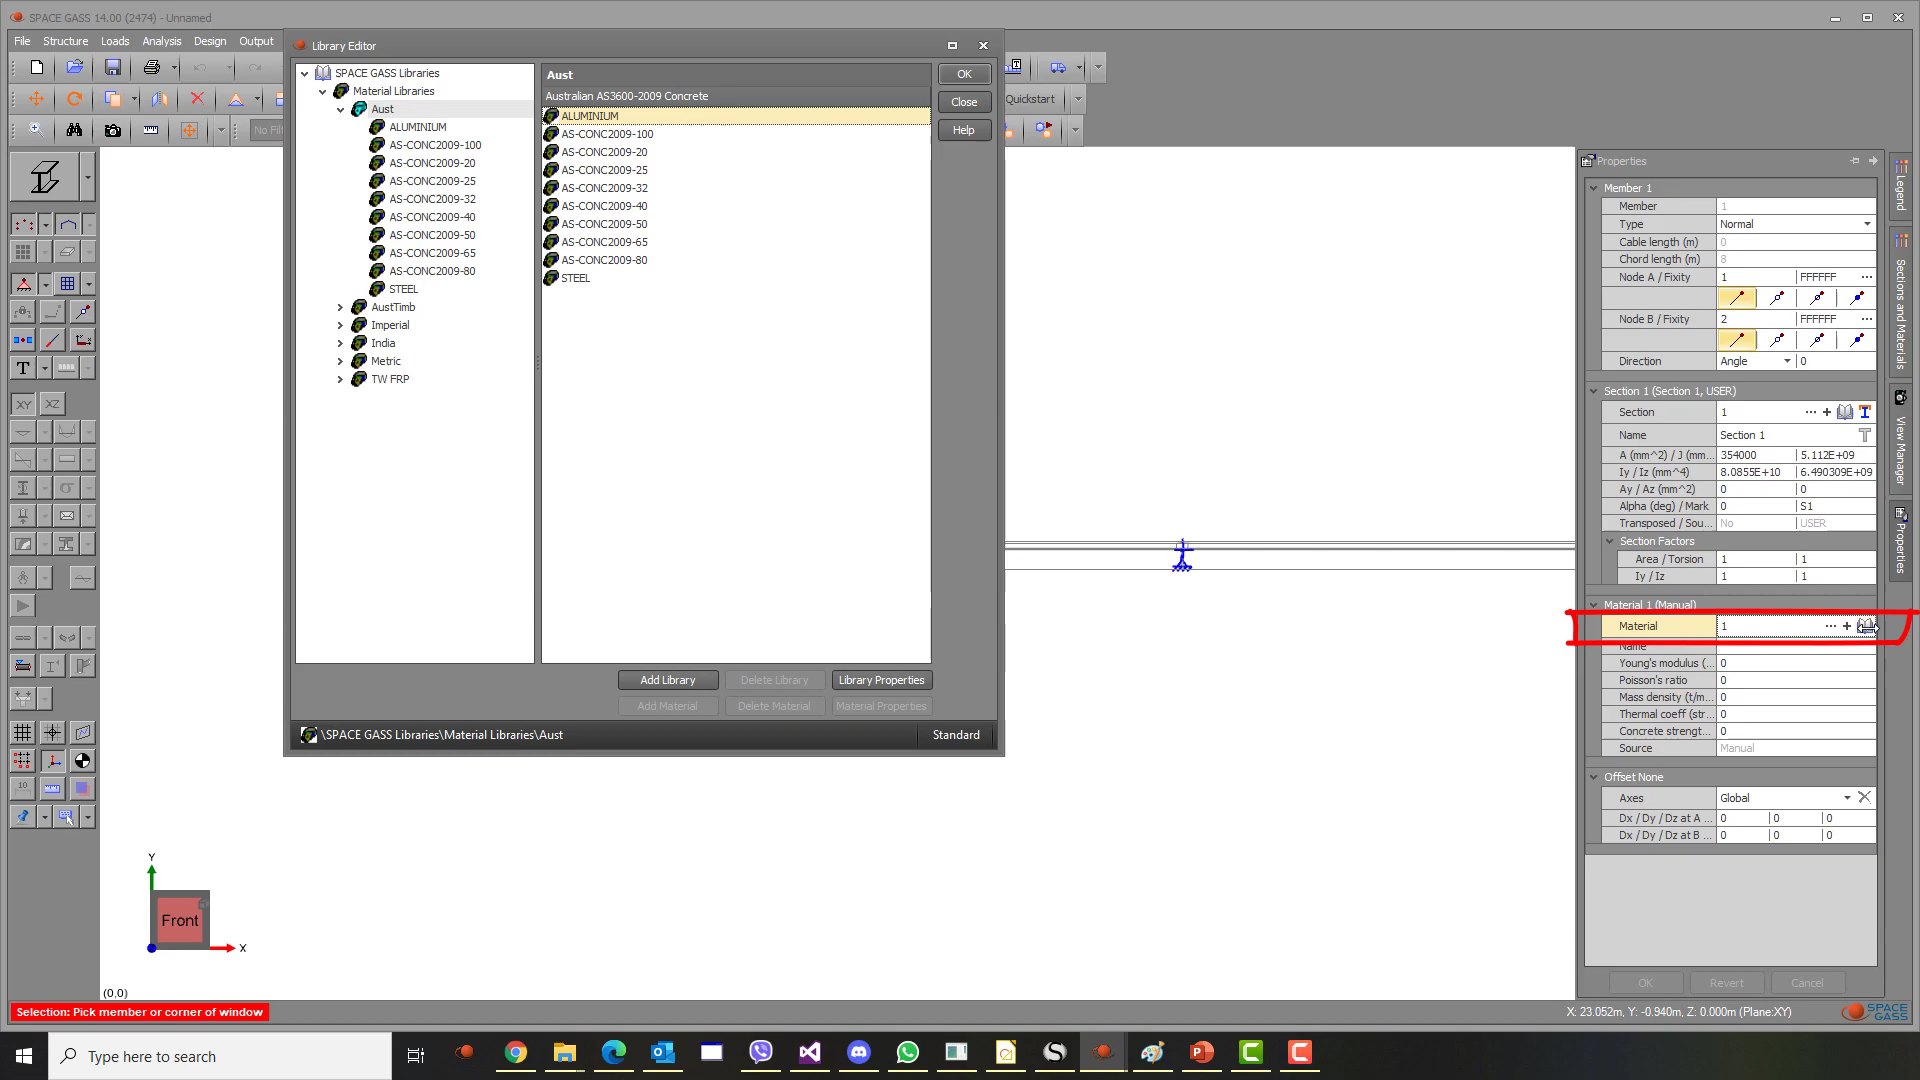 SPACE GASS 14.00 (2474) - Unnamed
File Structure Loads Analysis Design Output
Library Editor
SPACE GASS Libraries
Material Libraries
Aust
ALUMINIUM
AS-CONC2009-100
AS-CONC2009-20
AS-CONC2009-25
AS-CONC2009-32
AS-CONC2009-40
AS-CONC2009-50
AS-CONC2009-65
AS-CONC2009-80
STEEL
AustTimb
Imperial
India
Metric
TW FRP
Aust
Australian AS3600-2009 Concrete
ALUMINIUM
AS-CONC2009-100
AS-CONC2009-20
AS-CONC2009-25
AS-CONC2009-32
AS-CONC2009-40
AS-CONC2009-50
AS-CONC2009-65
AS-CONC2009-80
STEEL
OK
Close
Help
Add Library Delete Library Library Properties
Add Material Delete Material Material Properties
\SPACE GASS Libraries\Material Libraries\Aust Standard
Quickstart
No Fil
T
XY XZ
10
Properties
Member 1
Member 1
Type Normal
Cable length (m) 0
Chord length (m) 8
Node A / Fixity 1 FFFFFF ...
Node B / Fixity 2 FFFFFF ...
Direction Angle 0
Section 1 (Section 1, USER)
Section 1 ... +
Name Section 1
A (mm^2) / J (mm... 354000 5.112E+09
Iy / Iz (mm^4) 8.0855E+10 6.490309E+09
Ay / Az (mm^2) 0 0
Alpha (deg) / Mark 0 S1
Transposed / Sou... No USER
Section Factors
Area / Torsion 1 1
Iy / Iz 1 1
Material 1 (Manual)
Material 1 ... +
Name
Young's modulus (... 0
Poisson's ratio 0
Mass density (t/m... 0
Thermal coeff (str... 0
Concrete strengt... 0
Source Manual
Offset None
Axes Global
Dx / Dy / Dz at A ... 0 0 0
Dx / Dy / Dz at B ... 0 0 0
OK Revert Cancel
Legend
Sections and Materials
View Manager
Properties
Y
Front
X
(0,0)
Selection: Pick member or corner of window
X: 23.052m, Y: -0.940m, Z: 0.000m (Plane:XY)
SPACE GASS
Type here to search